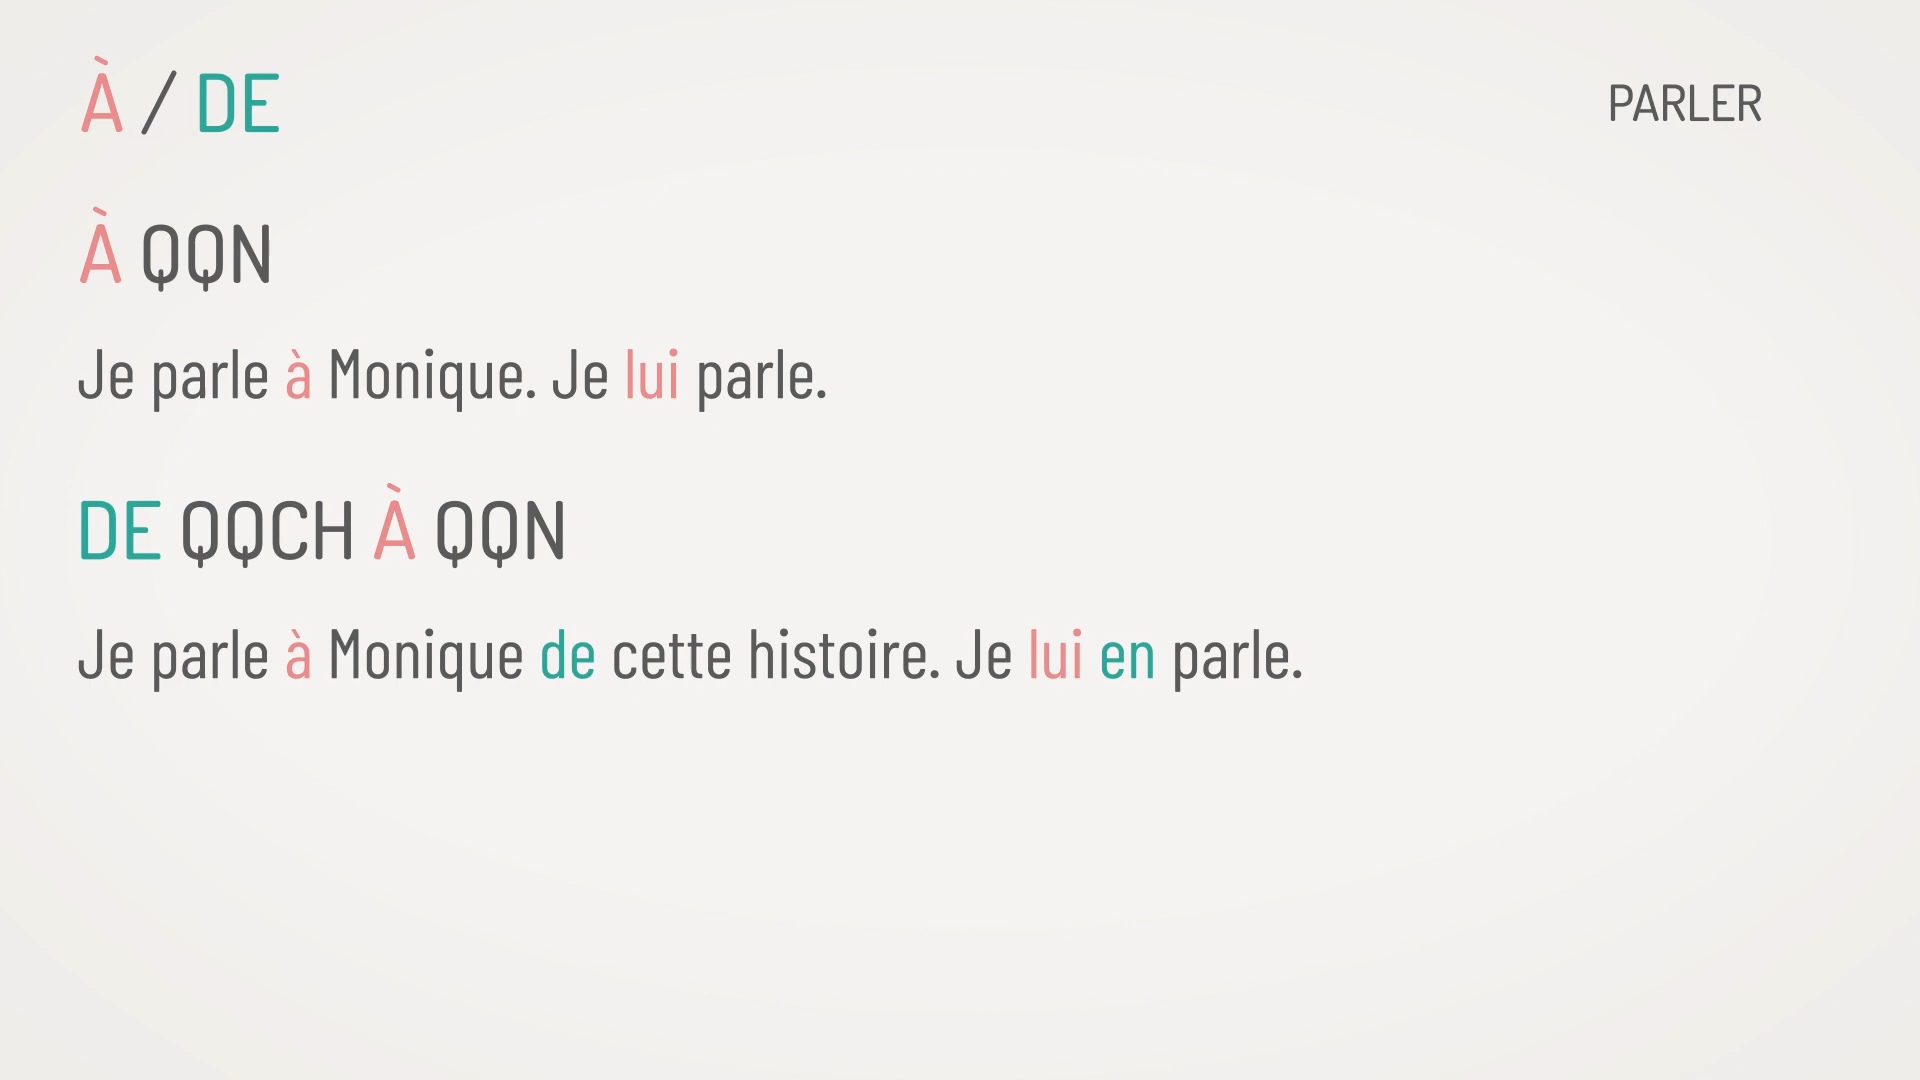 À / DE
PARLER
À QQN
Je parle à Monique. Je lui parle.
DE QQCH À QQN
Je parle à Monique de cette histoire. Je lui en parle.